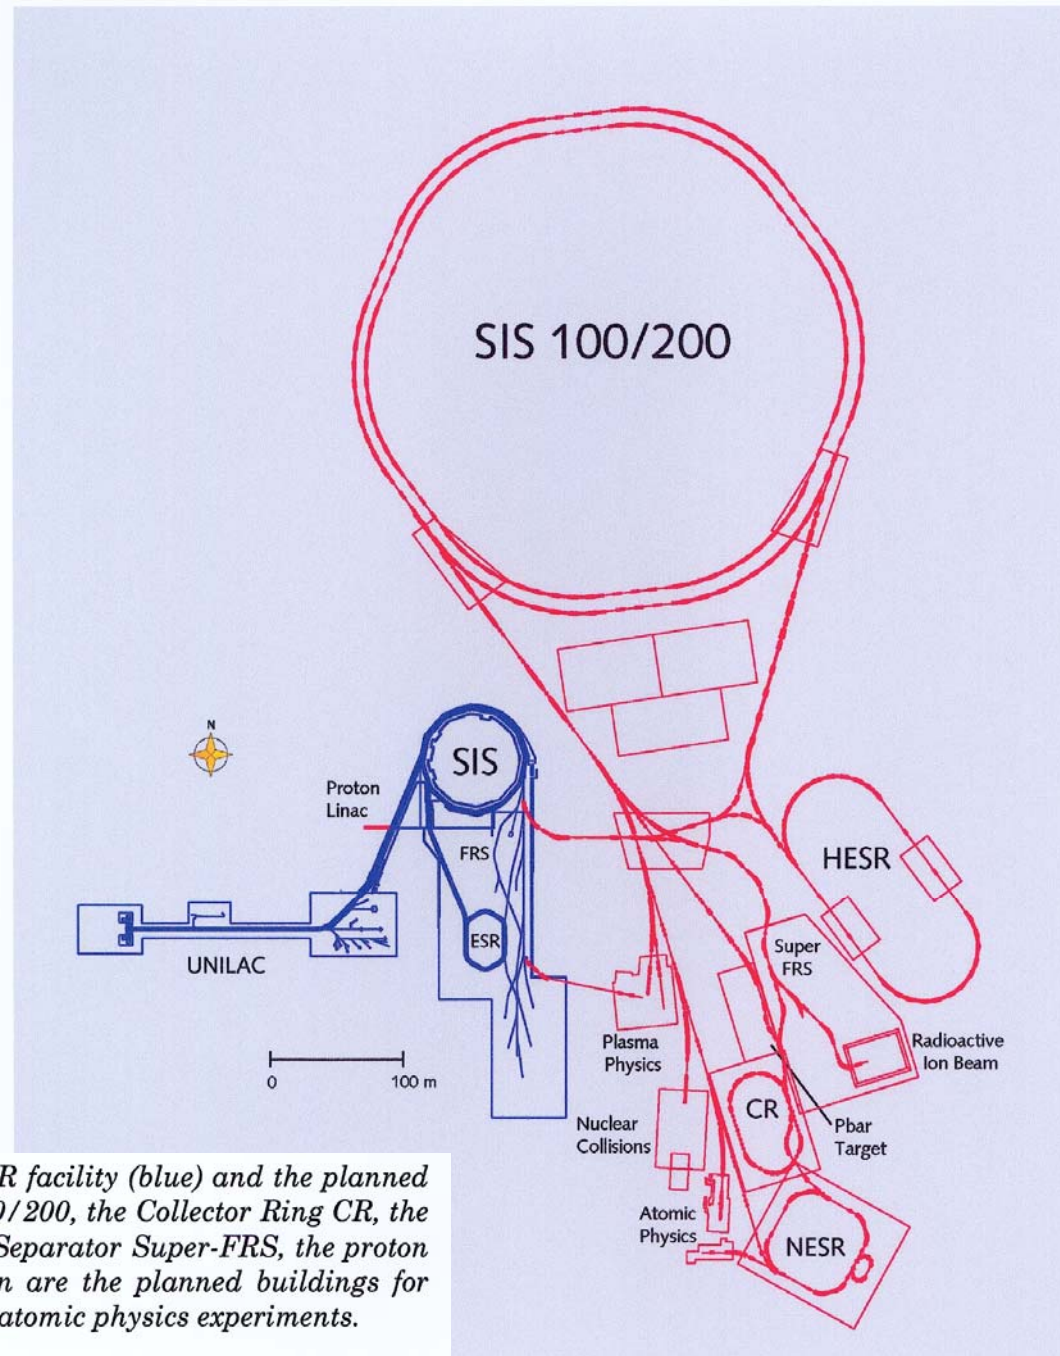 SIS 100/200
N
SIS
Proton
Linac
HESR
FRS
ESR
Super
FRS
UNILAC
Plasma
Physics
Radioactive
Ion Beam
0
100 m
CR
Nuclear
Collisions
Pbar
Target
R facility (blue) and the planned
0/200, the Collector Ring CR, the
Separator Super-FRS, the proton
n are the planned buildings for
atomic physics experiments.
Atomic
Physics
NESR